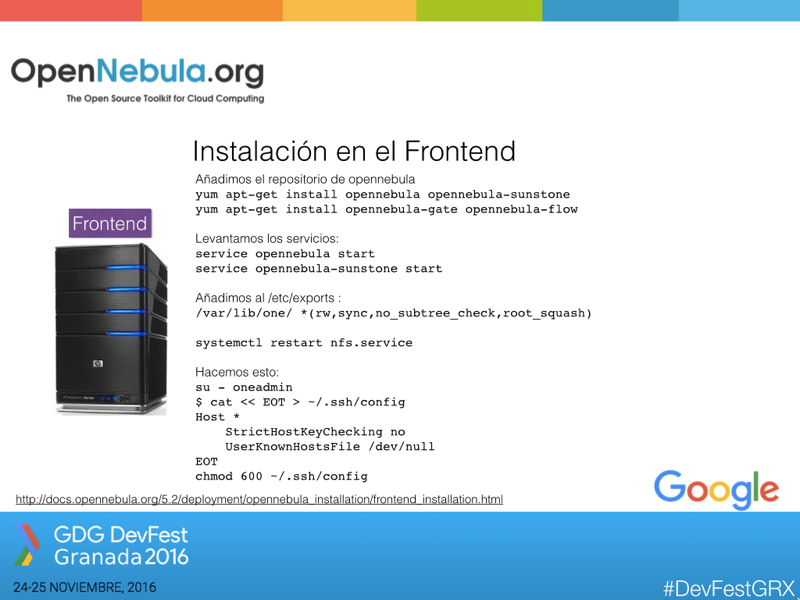 OpenNebula.org
The Open Source Toolkit for Cloud Computing
Instalación en el Frontend
Añadimos el repositorio de opennebula
yum apt-get install opennebula opennebula-sunstone
yum apt-get install opennebula-gate opennebula-flow
Frontend
Levantamos los servicios:
service opennebula start
service opennebula-sunstone start
Añadimos al /etc/exports :
/var/lib/one/ *(rw,sync,no_subtree_check,root_squash)
systemctl restart nfs.service
Hacemos esto:
su - oneadmin
$ cat << EOT > ~/.ssh/config
Host *
StrictHostKeyChecking no
UserKnownHostsFile /dev/null
EOT
chmod 600 ~/.ssh/config
http://docs.opennebula.org/5.2/deployment/opennebula_installation/frontend_installation.html
Google
GDG DevFest
Granada 2016
24-25 NOVIEMBRE, 2016
#DevFestGRX